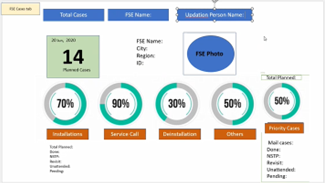 FSE Cases tab
Total Cases
FSE Name:
Updation Person Name:
20 Nov, 2020
14
Planned Cases
FSE Name:
City:
Region:
ID:
FSE Photo
Total Planned:
70%
90%
30%
50%
50%
Installations
Service Call
Deinstallation
Others
Priority Cases
Total Planned:
Done:
NSTP:
Revisit:
Unattended:
Pending:
Mail cases:
Done:
NSTP:
Revisit:
Unattended:
Pending: